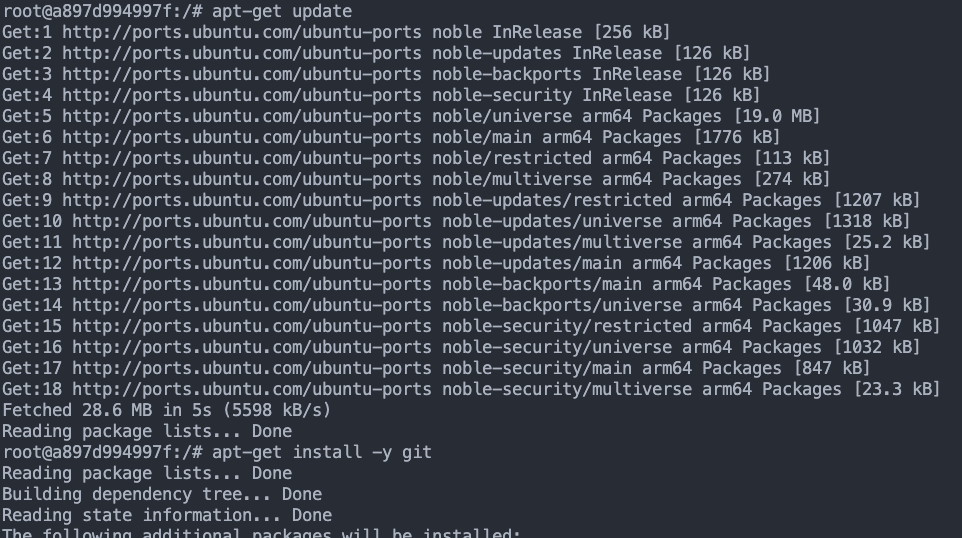 root@a897d994997f:/# apt-get update
Get:1 http://ports.ubuntu.com/ubuntu-ports noble InRelease [256 kB]
Get:2 http://ports.ubuntu.com/ubuntu-ports noble-updates InRelease [126 kB]
Get:3 http://ports.ubuntu.com/ubuntu-ports noble-backports InRelease [126 kB]
Get:4 http://ports.ubuntu.com/ubuntu-ports noble-security InRelease [126 kB]
Get:5 http://ports.ubuntu.com/ubuntu-ports noble/universe arm64 Packages [19.0 MB]
Get:6 http://ports.ubuntu.com/ubuntu-ports noble/main arm64 Packages [1776 kB]
Get:7 http://ports.ubuntu.com/ubuntu-ports noble/restricted arm64 Packages [113 kB]
Get:8 http://ports.ubuntu.com/ubuntu-ports noble/multiverse arm64 Packages [274 kB]
Get:9 http://ports.ubuntu.com/ubuntu-ports noble-updates/restricted arm64 Packages [1207 kB]
Get:10 http://ports.ubuntu.com/ubuntu-ports noble-updates/universe arm64 Packages [1318 kB]
Get:11 http://ports.ubuntu.com/ubuntu-ports noble-updates/multiverse arm64 Packages [25.2 kB]
Get:12 http://ports.ubuntu.com/ubuntu-ports noble-updates/main arm64 Packages [1206 kB]
Get:13 http://ports.ubuntu.com/ubuntu-ports noble-backports/main arm64 Packages [48.0 kB]
Get:14 http://ports.ubuntu.com/ubuntu-ports noble-backports/universe arm64 Packages [30.9 kB]
Get:15 http://ports.ubuntu.com/ubuntu-ports noble-security/restricted arm64 Packages [1047 kB]
Get:16 http://ports.ubuntu.com/ubuntu-ports noble-security/universe arm64 Packages [1032 kB]
Get:17 http://ports.ubuntu.com/ubuntu-ports noble-security/main arm64 Packages [847 kB]
Get:18 http://ports.ubuntu.com/ubuntu-ports noble-security/multiverse arm64 Packages [23.3 kB]
Fetched 28.6 MB in 5s (5598 kB/s)
Reading package lists... Done
root@a897d994997f:/# apt-get install -y git
Reading package lists... Done
Building dependency tree... Done
Reading state information... Done
The following additional packages will be installed: